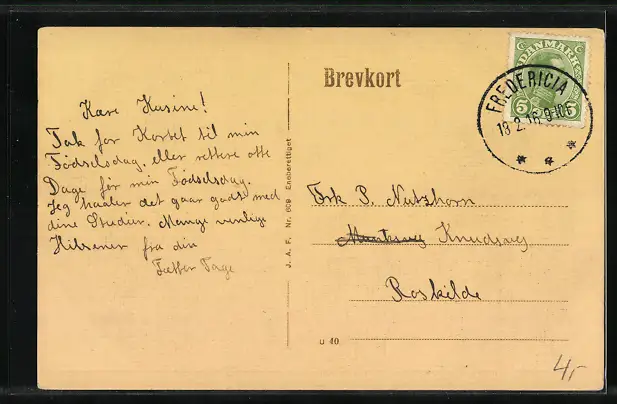 Brevkort
DANMARK
5 5
FREDERICIA
18.2.16.9-10F
Kære Kusine!
Tak for Kortet til min
Fødselsdag, eller rettere otte
Dage før min Fødselsdag.
Jeg haaber det gaar godt med
dine Studier. Mange venlige
Hilsener fra din
Fætter Tage
J. A. F. Nr. 609 Eneberettiget
Frk P. Nutzhorn
Knudsvej
Roskilde
U 40
4,-